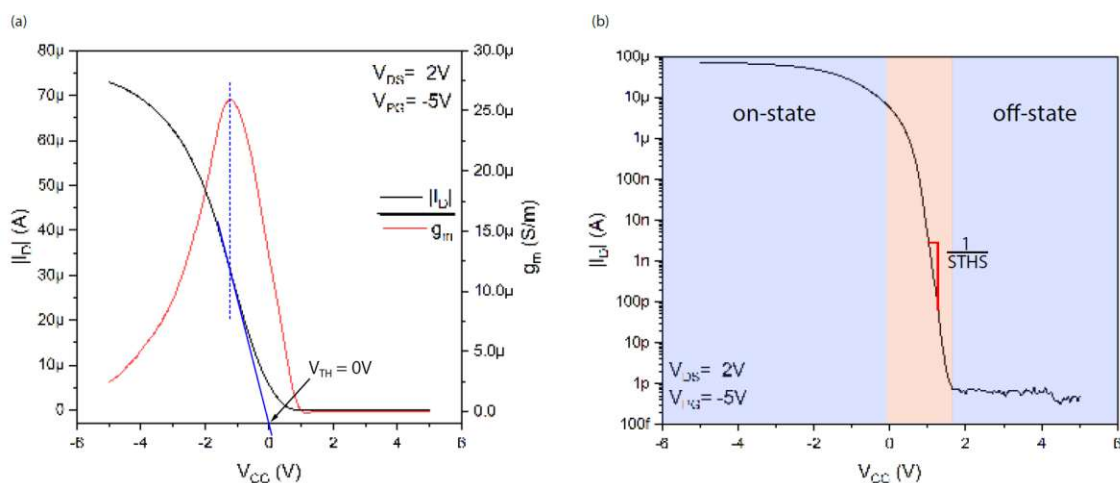 (a)
80µ
70µ
60µ
50µ
40µ
30µ
20µ
10µ
0
|I_D| (A)
30.0µ
25.0µ
20.0µ
15.0µ
10.0µ
5.0µ
0.0
g_m (S/m)
V_DS= 2V
V_PG= -5V
|I_D|
g_m
V_TH = 0V
-6 -4 -2 0 2 4 6
V_CC (V)
(b)
100µ
10µ
1µ
100n
10n
1n
100p
10p
1p
100f
|I_D| (A)
on-state
off-state
1
STHS
V_DS= 2V
V_PG= -5V
-6 -4 -2 0 2 4 6
V_CC (V)